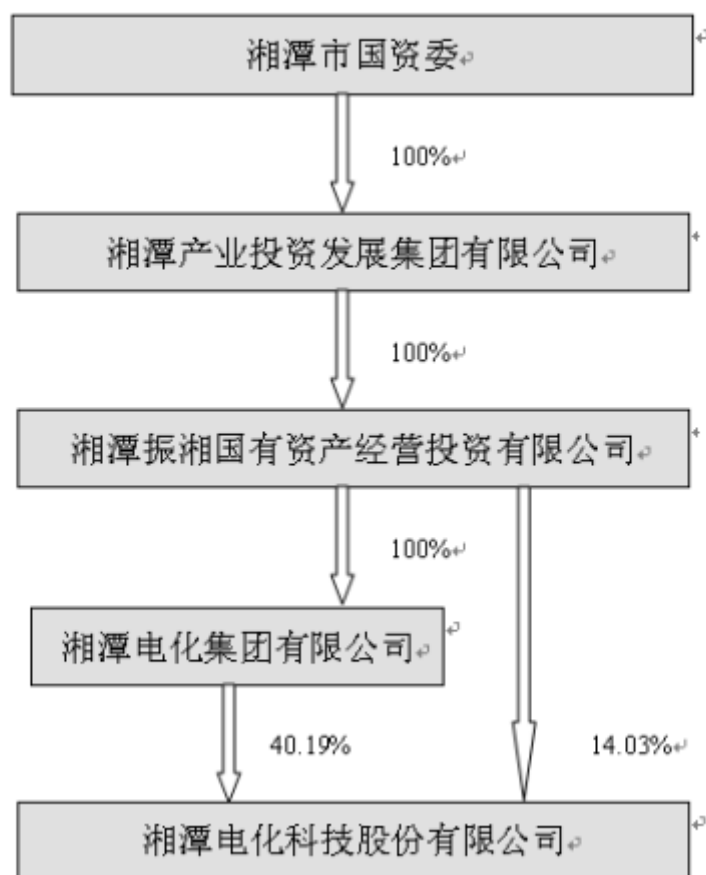 湘潭市国资委
100%
湘潭产业投资发展集团有限公司
100%
湘潭振湘国有资产经营投资有限公司
100%
湘潭电化集团有限公司
40.19%
14.03%
湘潭电化科技股份有限公司